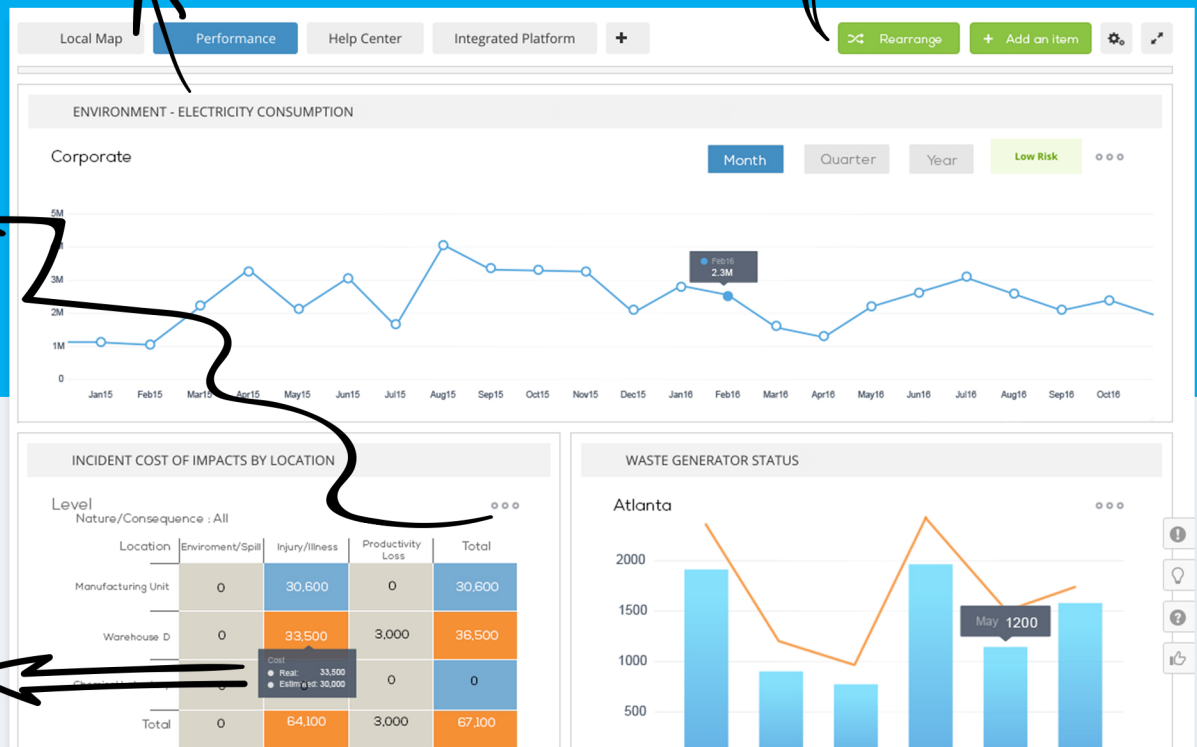 Local Map Performance Help Center Integrated Platform + Rearrange + Add an item
ENVIRONMENT - ELECTRICITY CONSUMPTION
Corporate Month Quarter Year Low Risk
5M
3M
2M
1M
0
Feb16
2.3M
Jan15 Feb15 Mar15 Apr15 May15 Jun15 Jul15 Aug15 Sep15 Oct15 Nov15 Dec15 Jan16 Feb16 Mar16 Apr16 May16 Jun16 Jul16 Aug16 Sep16 Oct16
INCIDENT COST OF IMPACTS BY LOCATION
Level
Nature/Consequence : All
Location Enviroment/Spill Injury/Illness Productivity Loss Total
Manufacturing Unit 0 30,600 0 30,600
Warehouse D 0 33,500 3,000 36,500
Cost
Real: 33,500
Estimated: 30,000
0 0 0
Total 0 64,100 3,000 67,100
WASTE GENERATOR STATUS
Atlanta
2000
1500
1000
500
May 1200